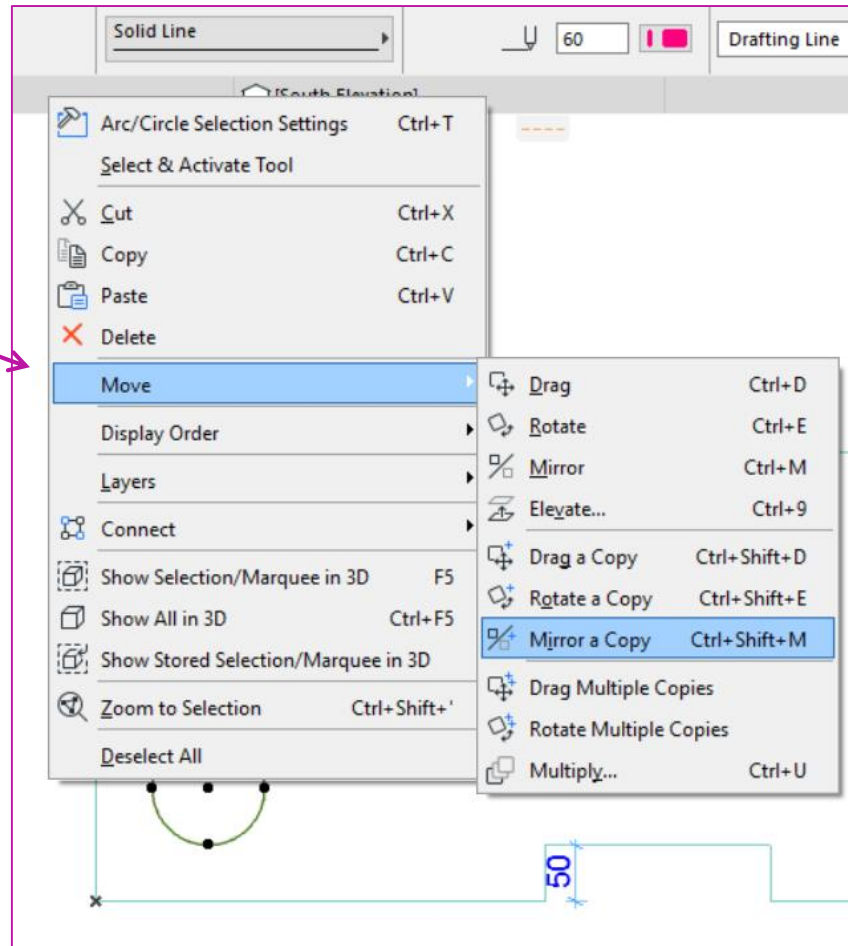 Solid Line
60
Drafting Line
[South Elevation]
Arc/Circle Selection Settings Ctrl+T
Select & Activate Tool
Cut Ctrl+X
Copy Ctrl+C
Paste Ctrl+V
Delete
Move
Display Order
Layers
Connect
Show Selection/Marquee in 3D F5
Show All in 3D Ctrl+F5
Show Stored Selection/Marquee in 3D
Zoom to Selection Ctrl+Shift+'
Deselect All
Drag Ctrl+D
Rotate Ctrl+E
Mirror Ctrl+M
Elevate... Ctrl+9
Drag a Copy Ctrl+Shift+D
Rotate a Copy Ctrl+Shift+E
Mirror a Copy Ctrl+Shift+M
Drag Multiple Copies
Rotate Multiple Copies
Multiply... Ctrl+U
50